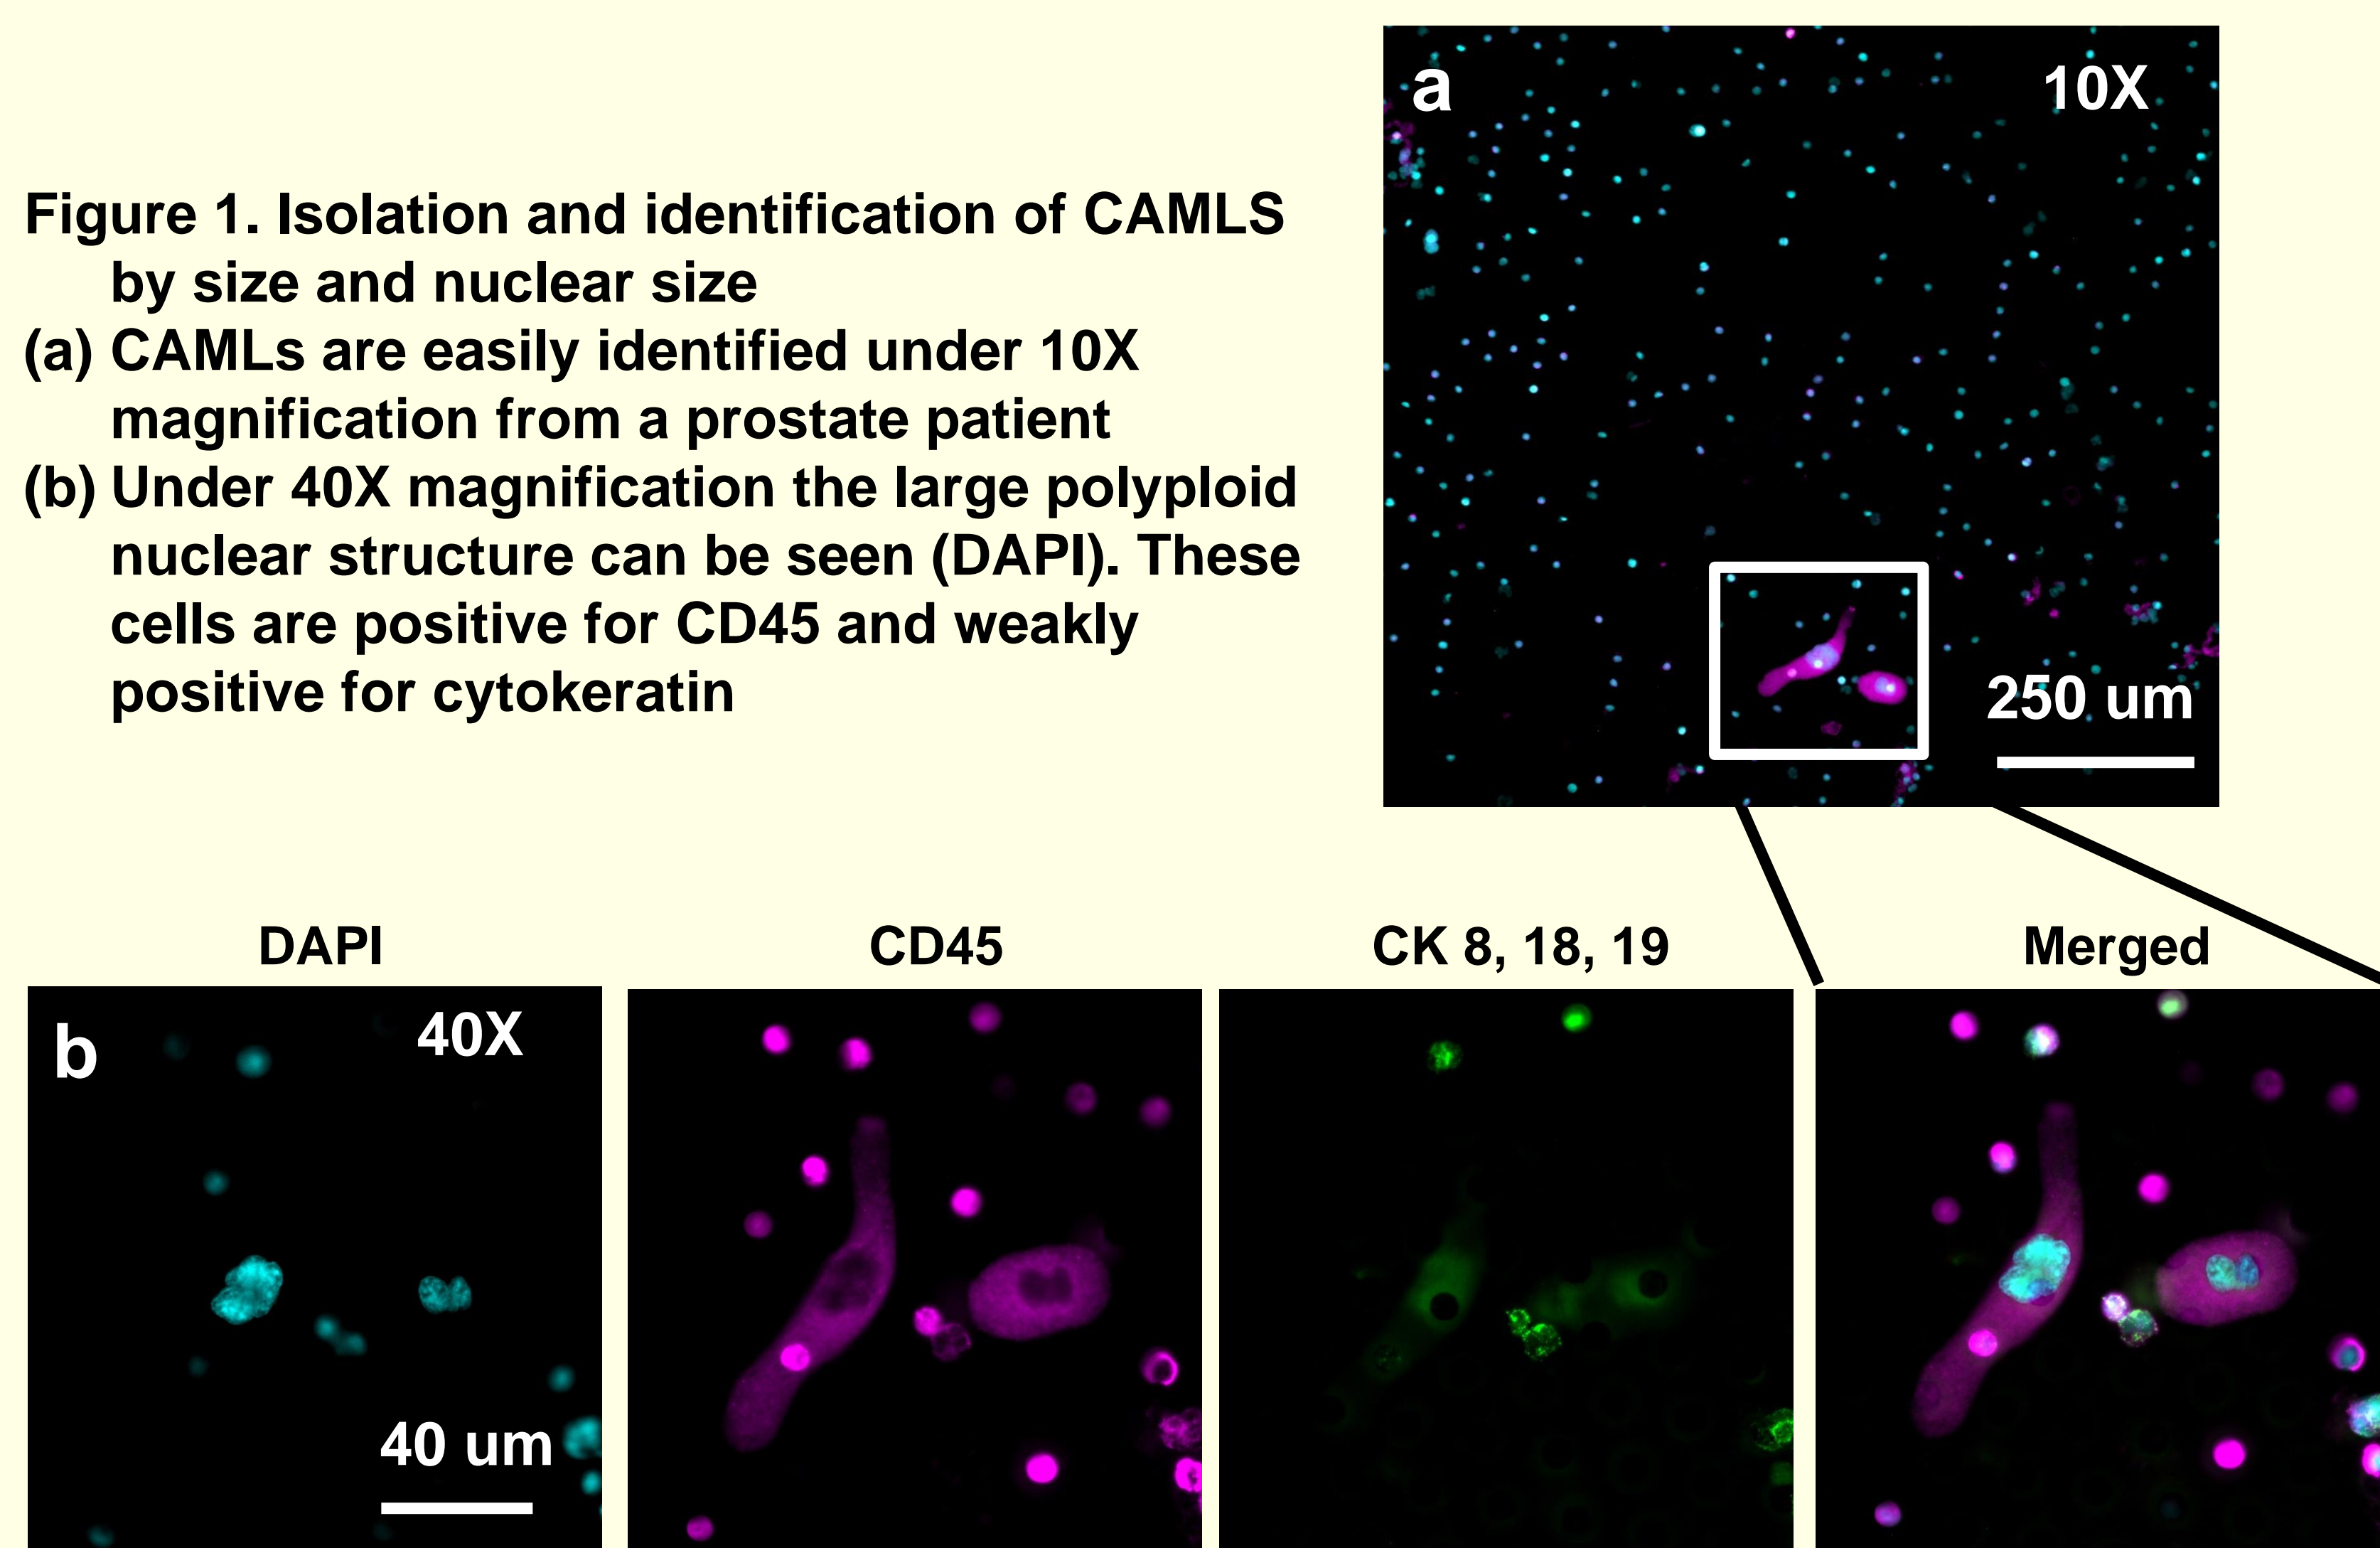 Figure 1. Isolation and identification of CAMLS
by size and nuclear size
(a) CAMLs are easily identified under 10X
magnification from a prostate patient
(b) Under 40X magnification the large polyploid
nuclear structure can be seen (DAPI). These
cells are positive for CD45 and weakly
positive for cytokeratin
a
10X
250 um
DAPI
CD45
CK 8, 18, 19
Merged
b
40X
40 um